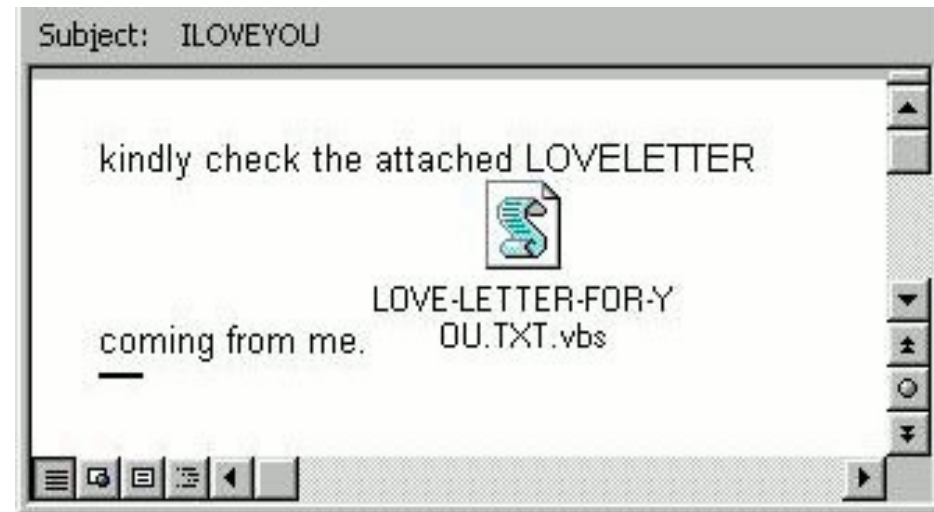 Subject: ILOVEYOU
kindly check the attached LOVELETTER
LOVE-LETTER-FOR-Y
OU.TXT.vbs
coming from me.